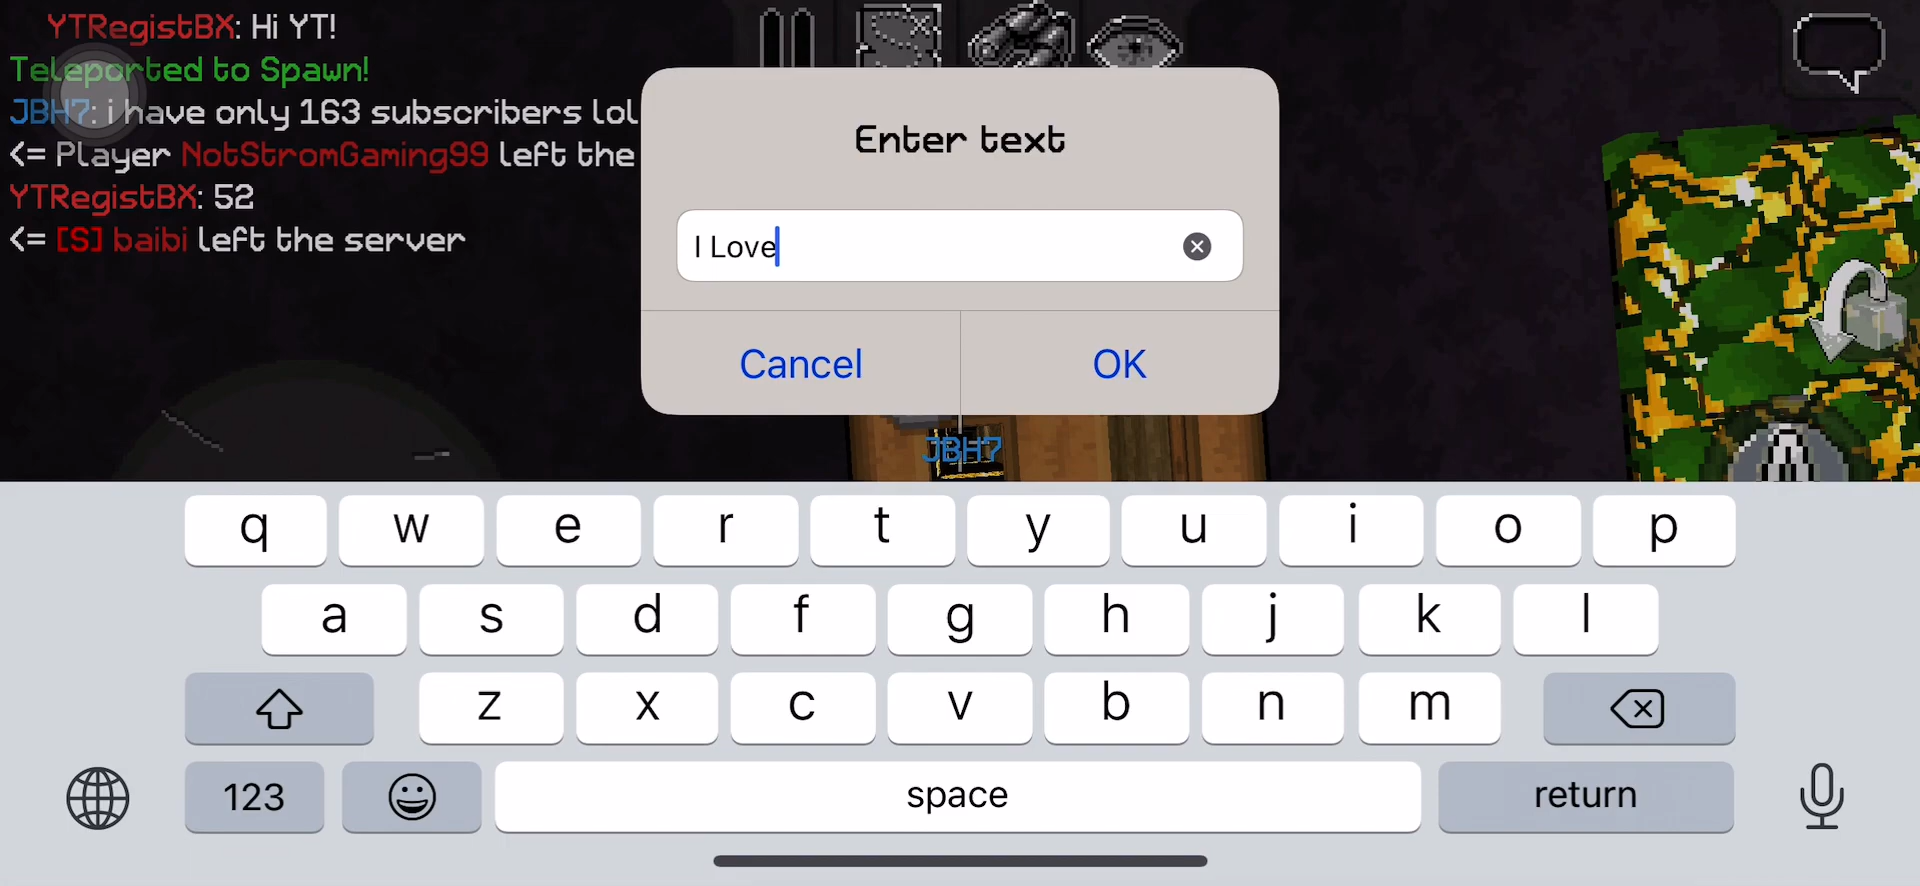 YTRegistBX: Hi YT!
Teleported to Spawn!
JBH7: i have only 163 subscribers lol
<= Player NotStromGaming99 left the
YTRegistBX: 52
<= [S] baibi left the server
Enter text
I Love
Cancel
OK
JBH7
q w e r t y u i o p
a s d f g h j k l
z x c v b n m
123
space
return